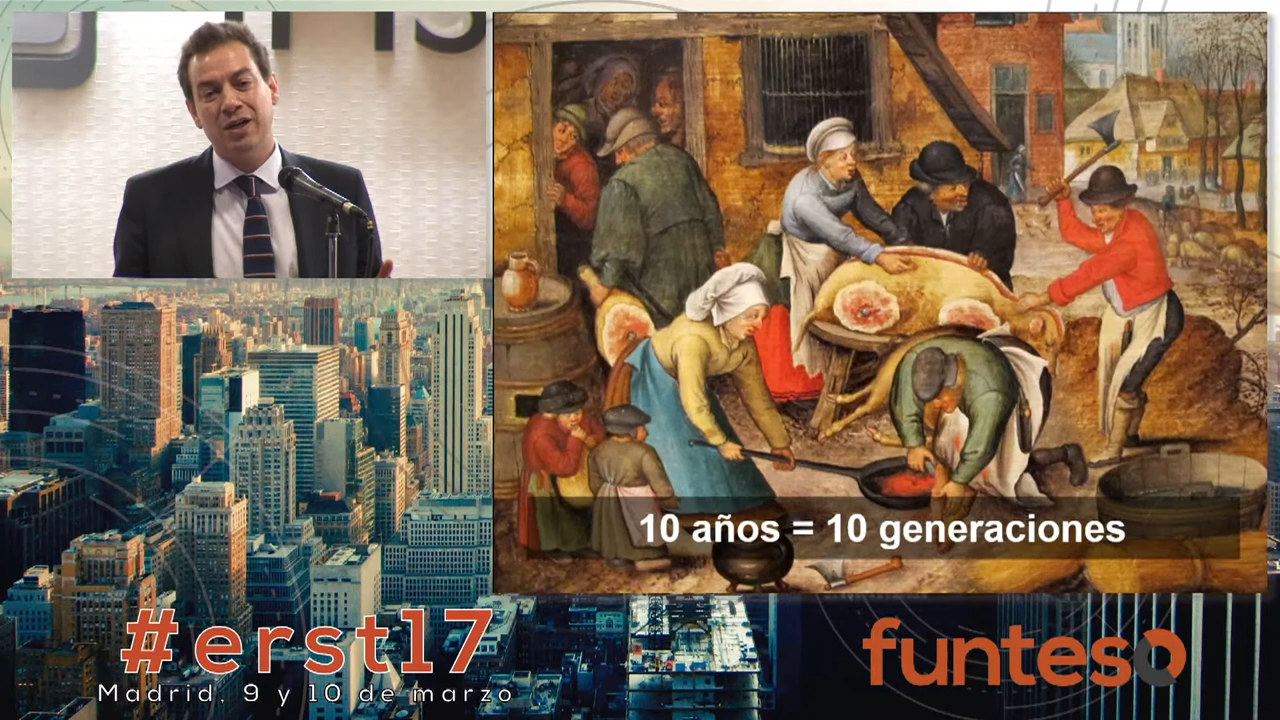 10 años = 10 generaciones
#erst17
Madrid, 9 y 10 de marzo
funteso